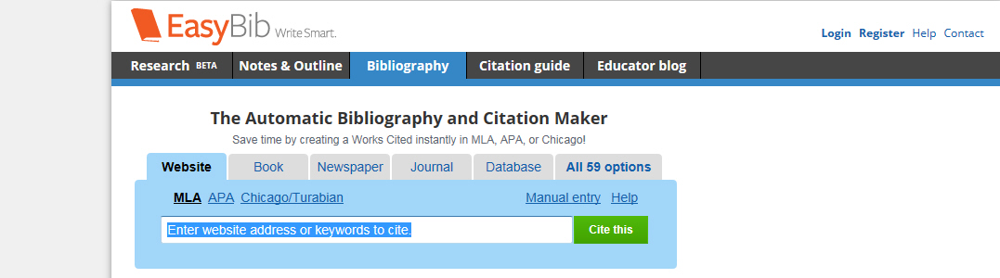 EasyBib Write Smart.
Login Register Help Contact
Research BETA Notes & Outline Bibliography Citation guide Educator blog
The Automatic Bibliography and Citation Maker
Save time by creating a Works Cited instantly in MLA, APA, or Chicago!
Website Book Newspaper Journal Database All 59 options
MLA APA Chicago/Turabian Manual entry Help
Enter website address or keywords to cite. Cite this